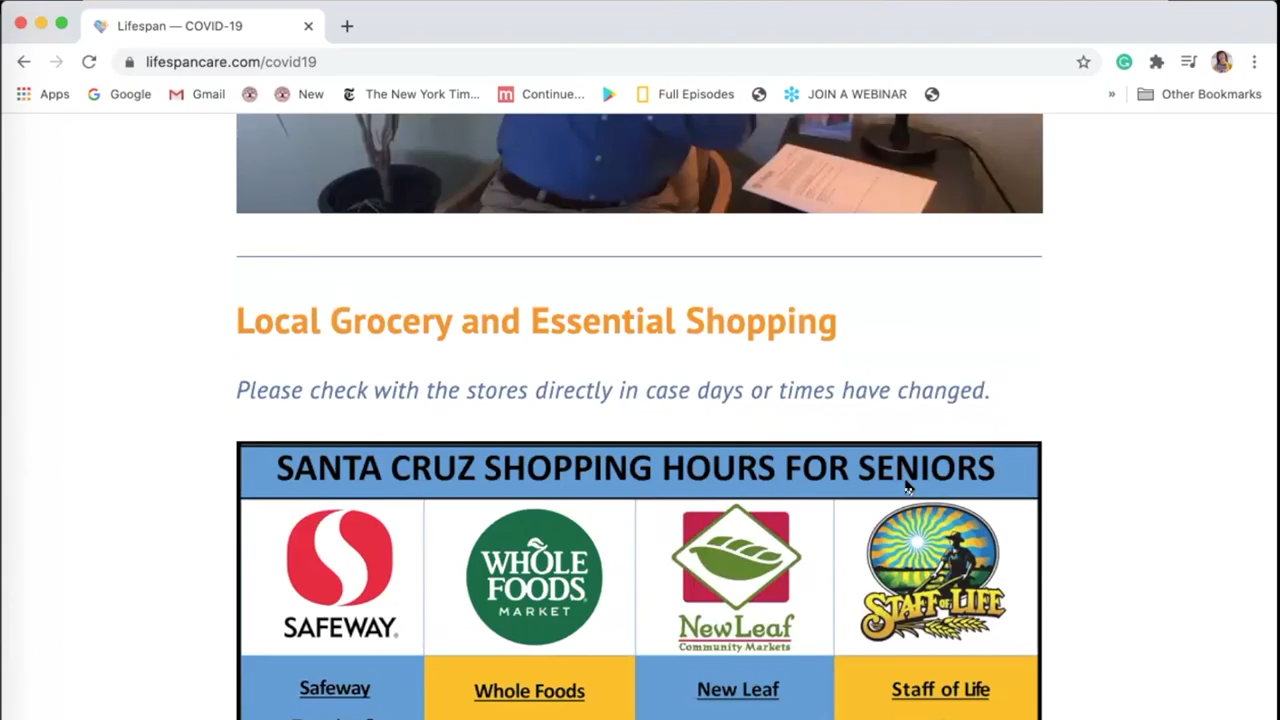 Lifespan — COVID-19
lifespancare.com/covid19
Apps Google Gmail New The New York Tim... Continue... Full Episodes JOIN A WEBINAR » Other Bookmarks
Local Grocery and Essential Shopping
Please check with the stores directly in case days or times have changed.
SANTA CRUZ SHOPPING HOURS FOR SENIORS
SAFEWAY
WHOLE
FOODS
MARKET
New Leaf
Community Markets
STAFF of LIFE
Safeway Whole Foods New Leaf Staff of Life